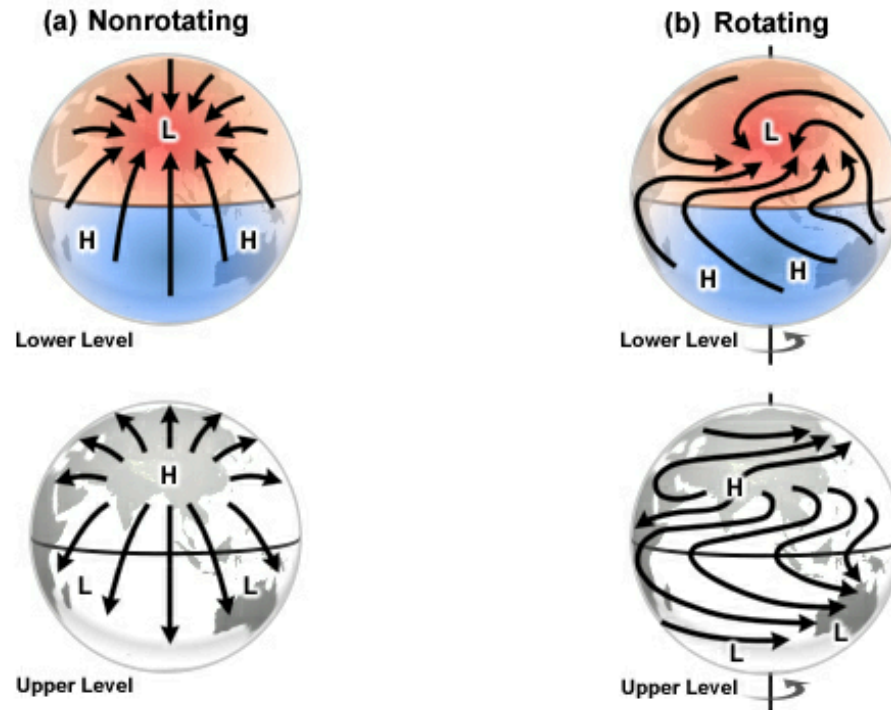 (a) Nonrotating
(b) Rotating
L
H
H
Lower Level
L
H
H
Lower Level
H
L
L
Upper Level
H
L
L
Upper Level